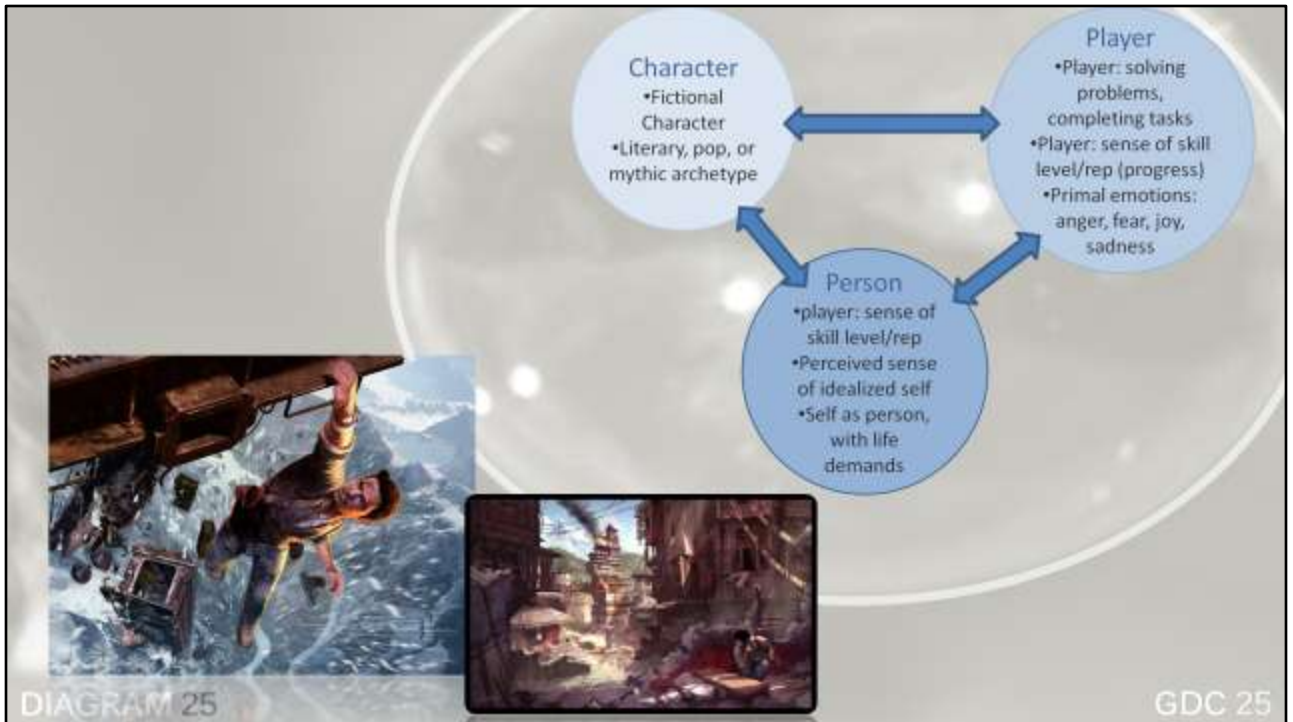 Character
•Fictional
Character
•Literary, pop, or
mythic archetype
Player
•Player: solving
problems,
completing tasks
•Player: sense of skill
level/rep (progress)
•Primal emotions:
anger, fear, joy,
sadness
Person
•player: sense of
skill level/rep
•Perceived sense
of idealized self
•Self as person,
with life
demands
DIAGRAM 25
GDC 25